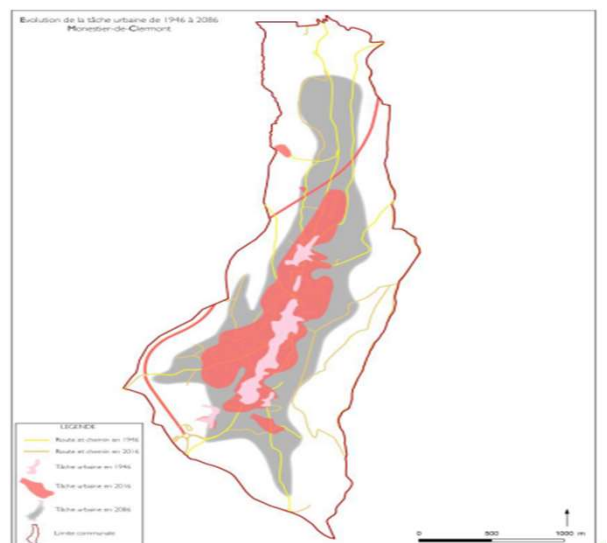 Evolution de la tâche urbaine de 1946 à 2086
Monestier-de-Clermont
LEGENDE
Route et chemin en 1946
Route et chemin en 2016
Tâche urbaine en 1946
Tâche urbaine en 2016
Tâche urbaine en 2086
Limite communale
0 500 1000 m